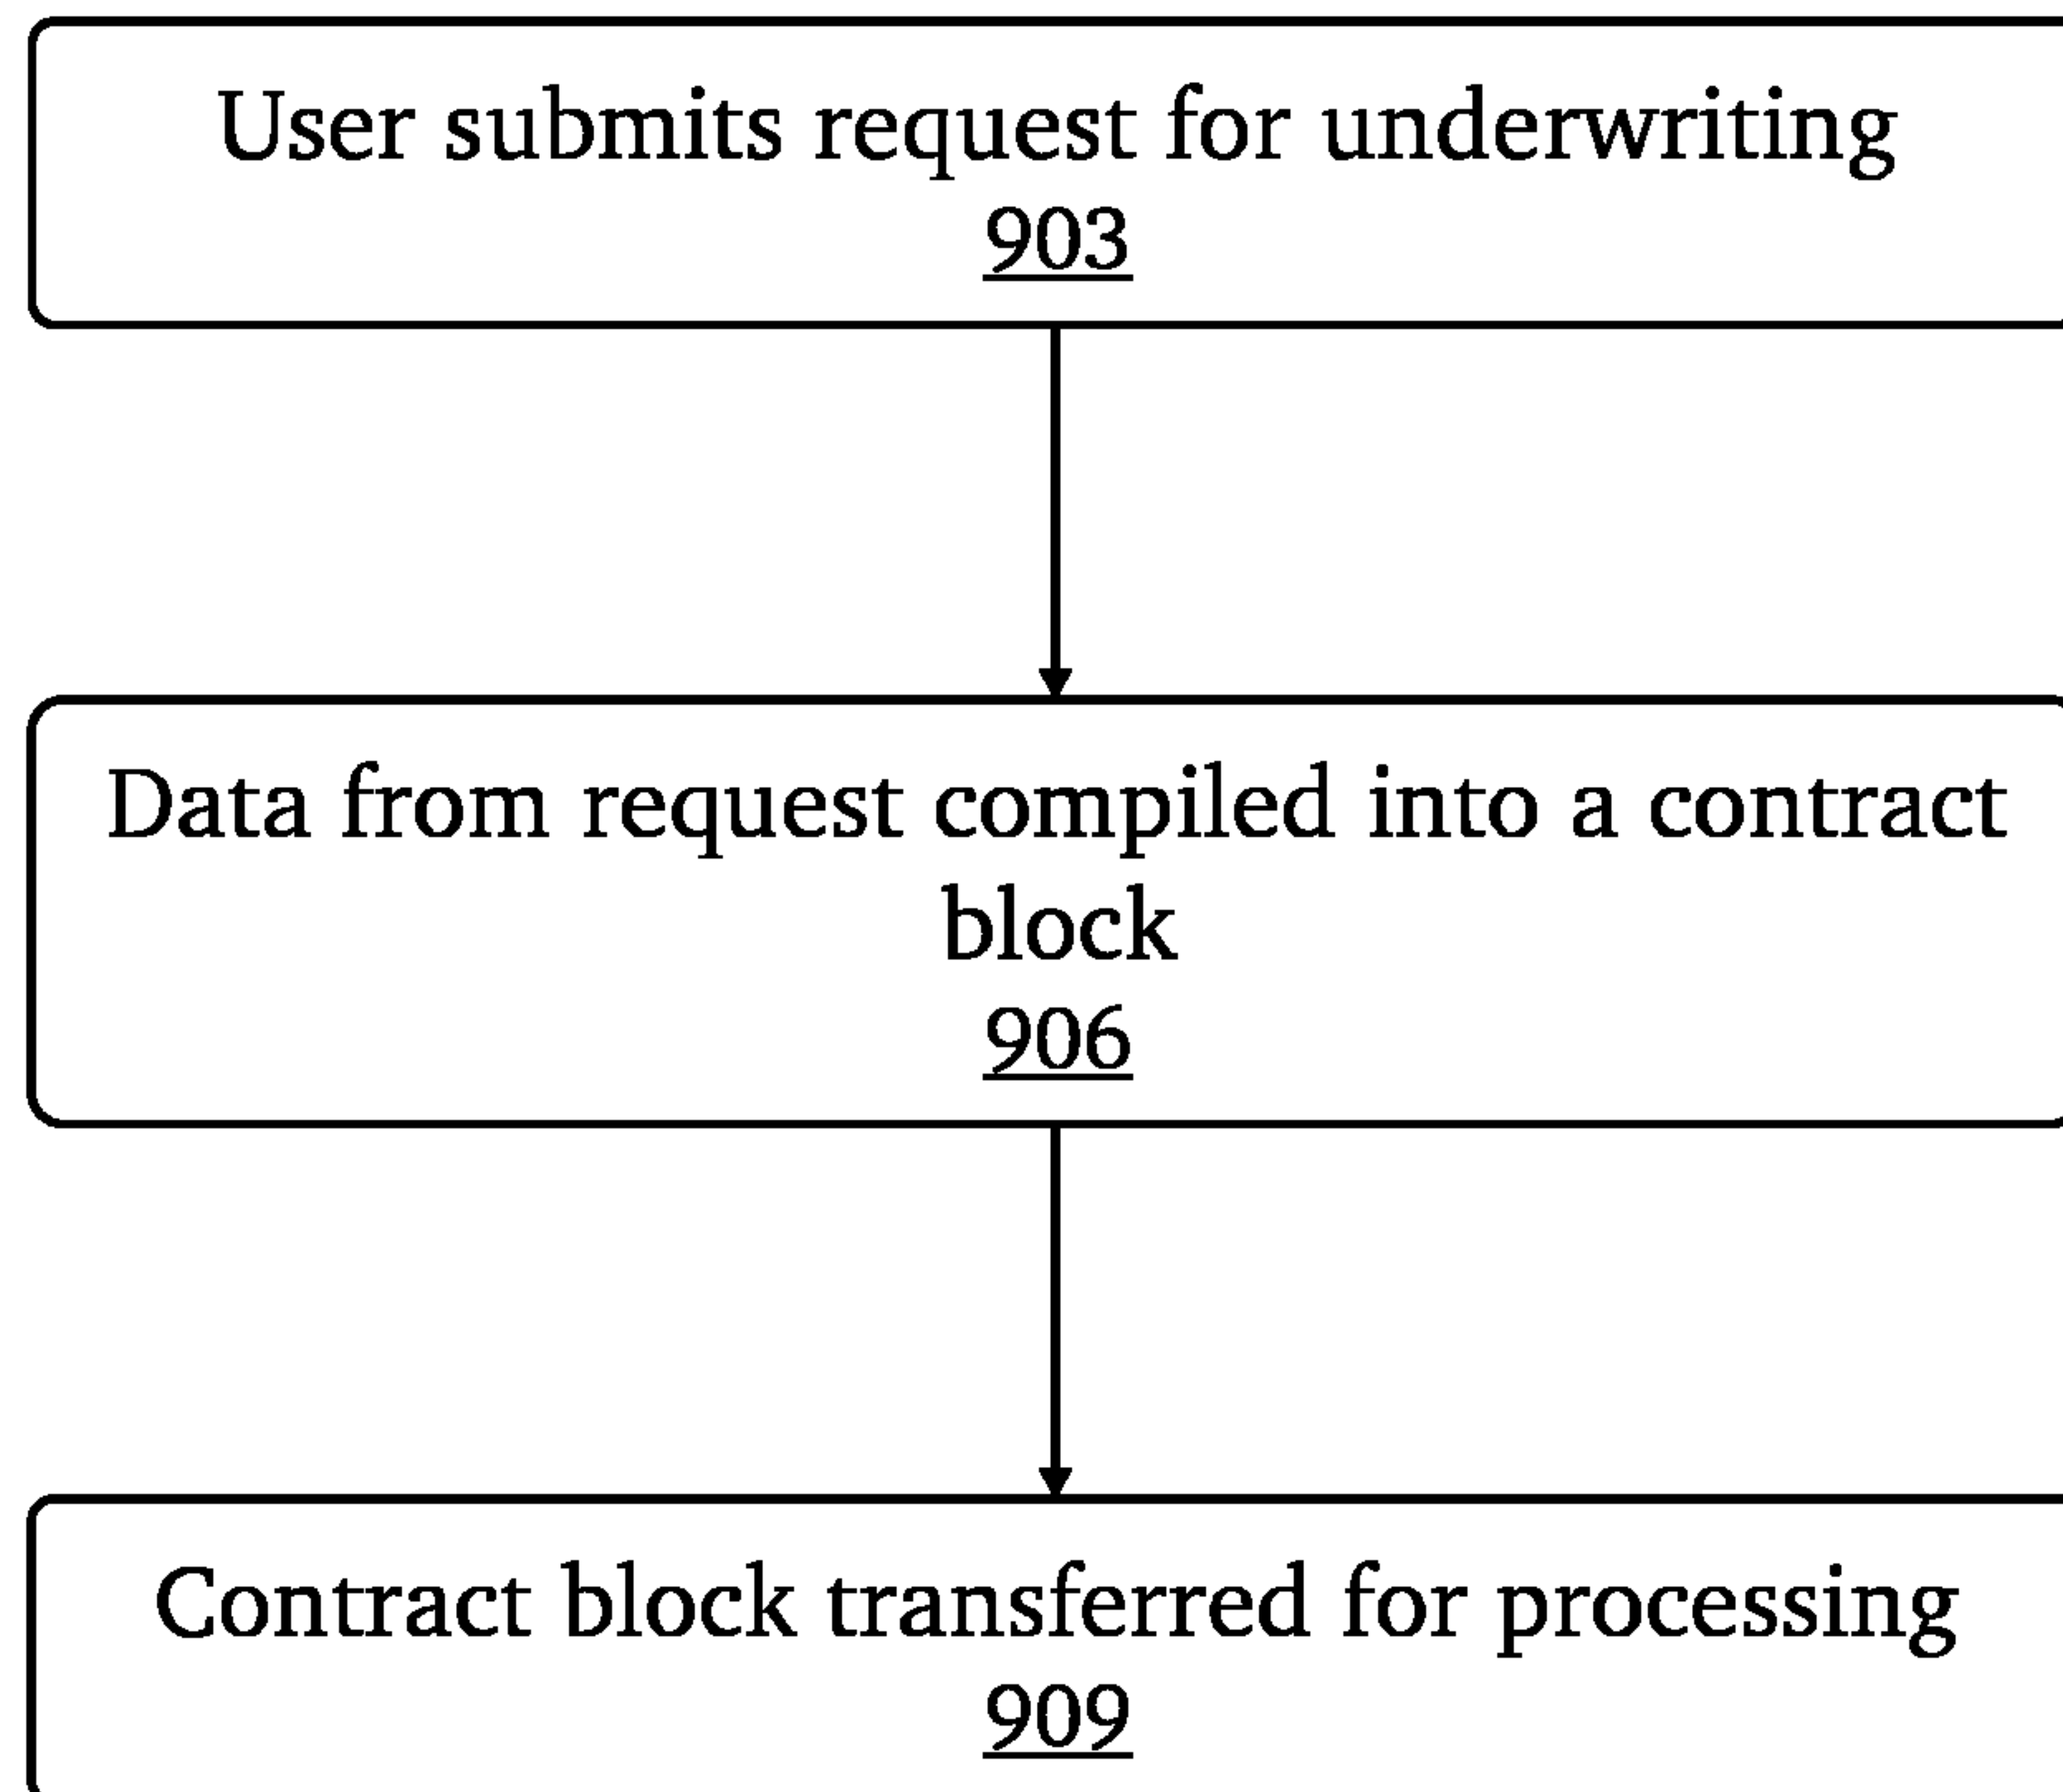 User submits request for underwriting
903
Data from request compiled into a contract
block
906
Contract block transferred for processing
909